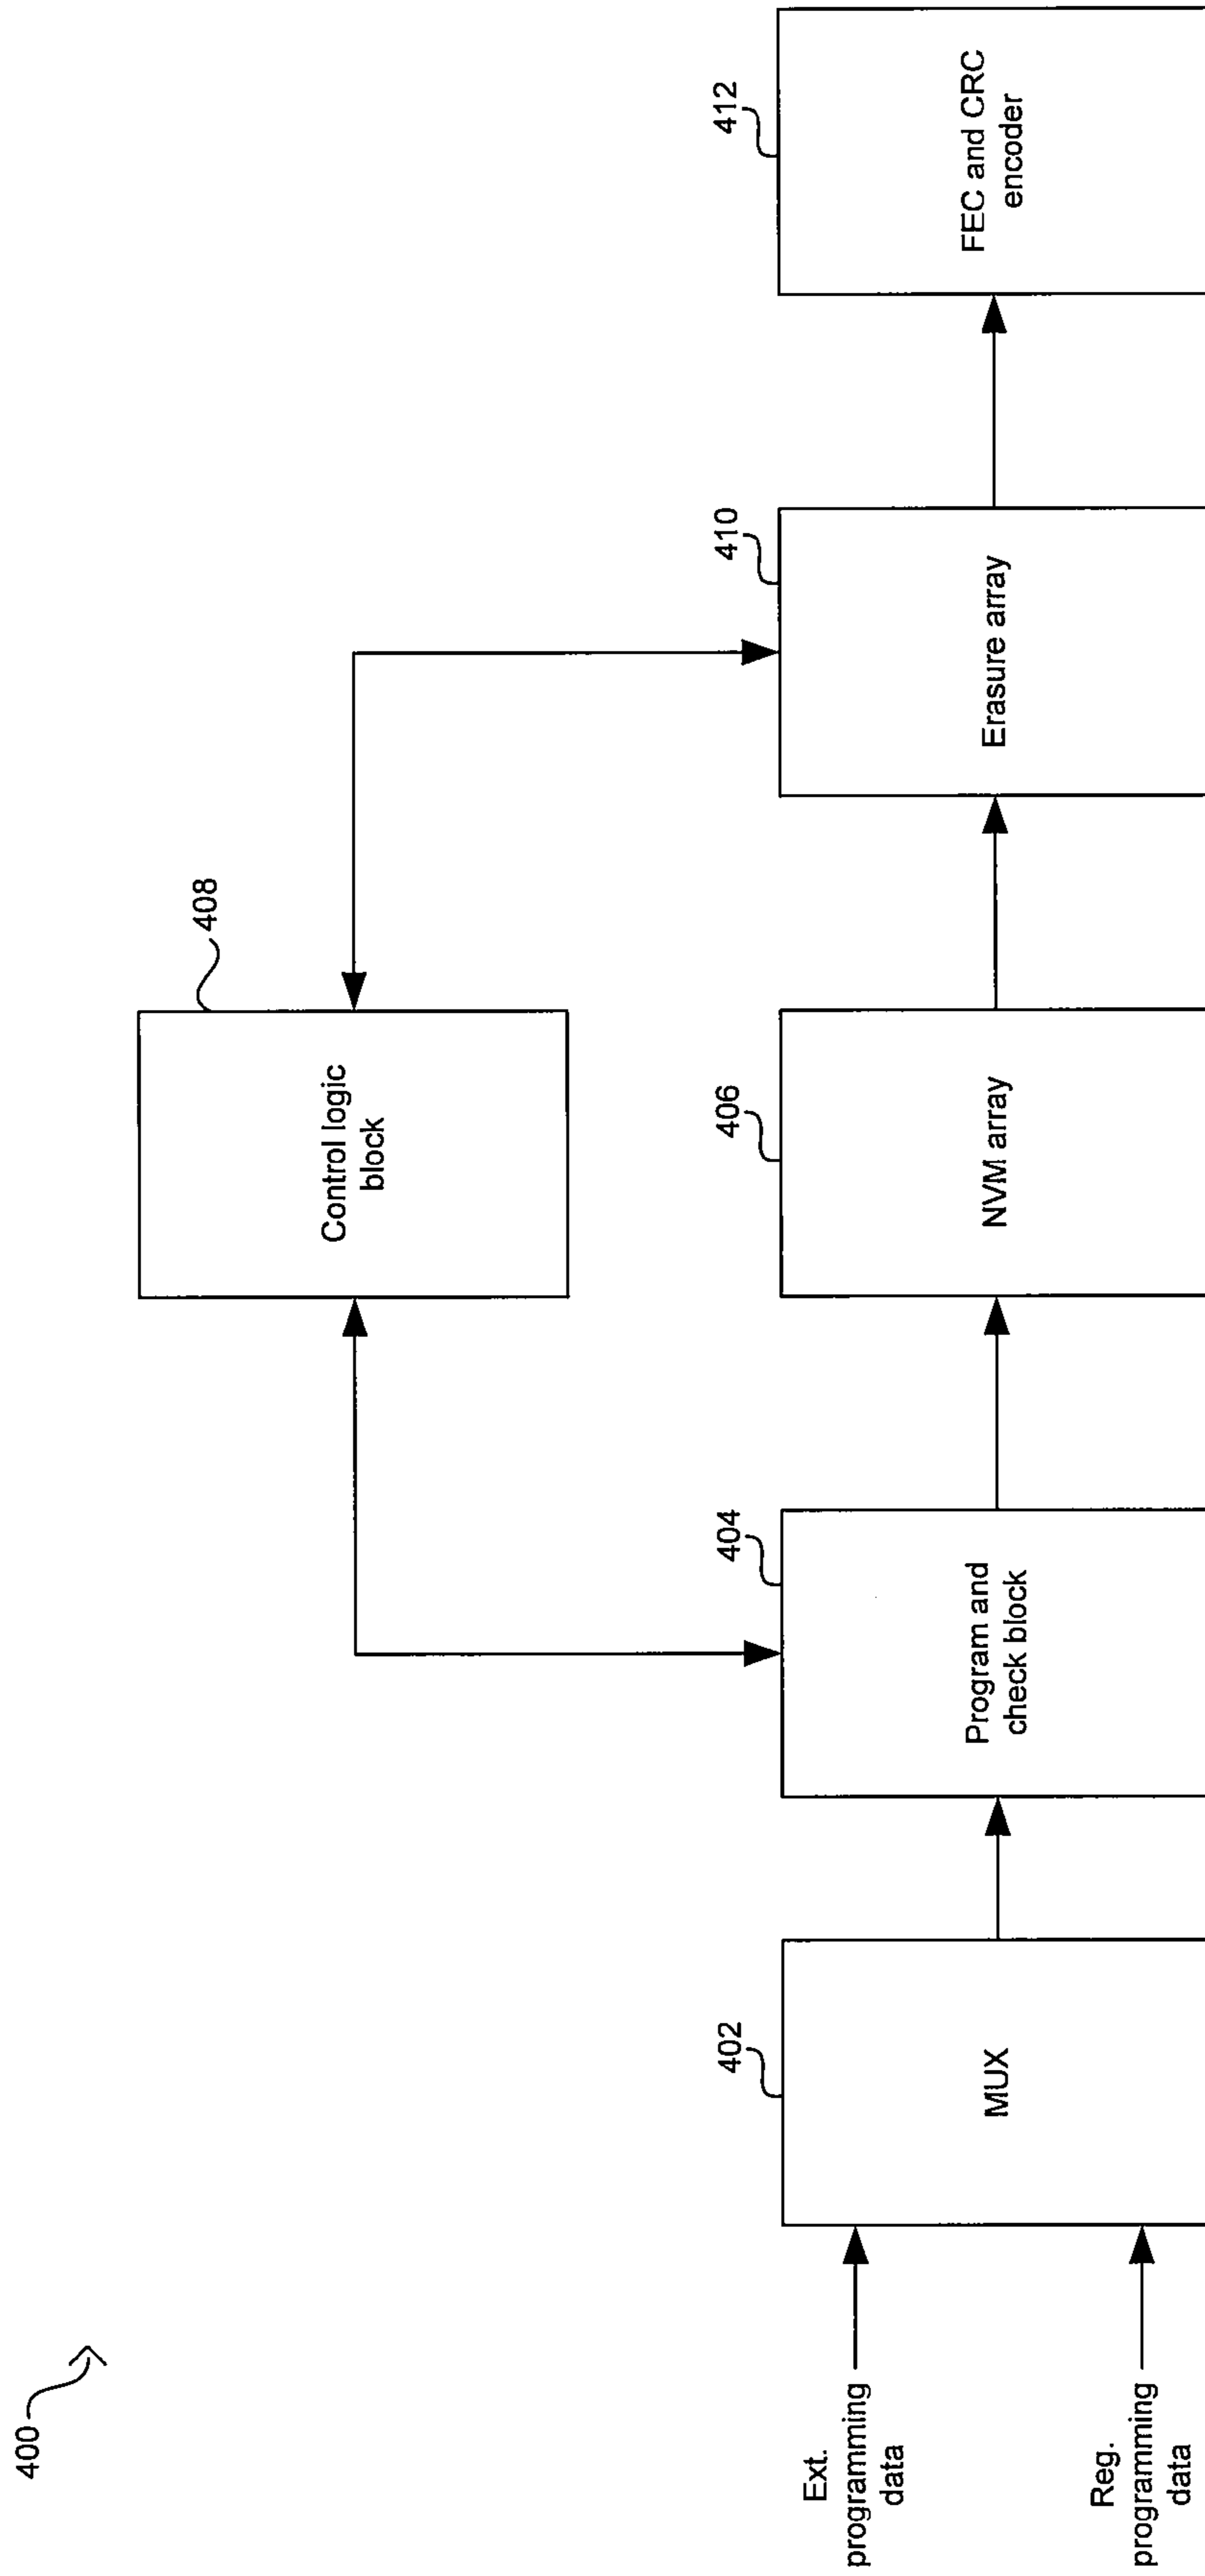 400
408
Control logic
block
402
404
406
410
412
Ext.
programming
data
Reg.
programming
data
MUX
Program and
check block
NVM array
Erasure array
FEC and CRC
encoder